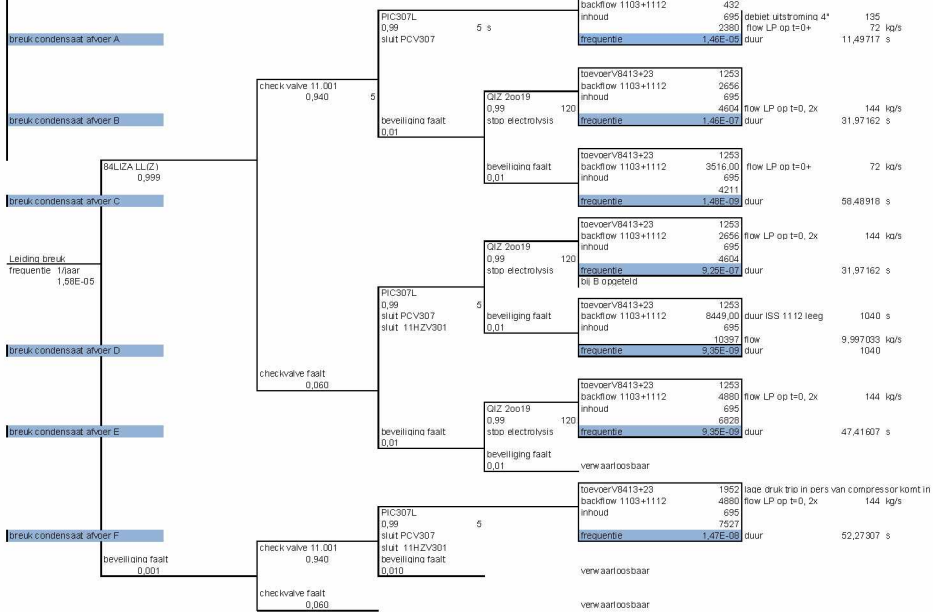 backflow 1103+1112 432
PIC307L inhoud 695 debiet uitstroming 4" 135
0,99 5 s 2380 flow LP op t=0+ 72 kg/s
breuk condensaat afvoer A sluit PCV307 frequentie 1,46E-05 duur 11,49717 s
toevoerV8413+23 1253
check valve 11.001 backflow 1103+1112 2656
0,940 5 QIZ 2oo19 inhoud 695
0,99 120 4604 flow LP op t=0, 2x 144 kg/s
breuk condensaat afvoer B beveiliging faalt stop electrolysis frequentie 1,46E-07 duur 31,97162 s
0,01
toevoerV8413+23 1253
84LIZA LL(Z) beveiliging faalt backflow 1103+1112 3516,00 flow LP op t=0+ 72 kg/s
0,999 0,01 inhoud 695
4211
breuk condensaat afvoer C frequentie 1,48E-09 duur 58,48918 s
toevoerV8413+23 1253
backflow 1103+1112 2656 flow LP op t=0, 2x 144 kg/s
QIZ 2oo19 inhoud 695
Leiding breuk 0,99 120 4604
frequentie 1/jaar stop electrolysis frequentie 9,25E-07 duur 31,97162 s
1,58E-05 bij B opgeteld
PIC307L
0,99 5 toevoerV8413+23 1253
sluit PCV307 beveiliging faalt backflow 1103+1112 8449,00 duur ISS 1112 leeg 1040 s
sluit 11HZV301 0,01 inhoud 695
10397 flow 9,997033 kg/s
breuk condensaat afvoer D frequentie 9,35E-09 duur 1040
checkvalve faalt
0,060 toevoerV8413+23 1253
backflow 1103+1112 4880 flow LP op t=0, 2x 144 kg/s
QIZ 2oo19 inhoud 695
0,99 120 6828
breuk condensaat afvoer E beveiliging faalt stop electrolysis frequentie 9,35E-09 duur 47,41607 s
0,01
beveiliging faalt
0,01 verwaarloosbaar
toevoerV8413+23 1952 lage druk trip in pers van compressor komt in
backflow 1103+1112 4880 flow LP op t=0, 2x 144 kg/s
PIC307L inhoud 695
0,99 5 7527
breuk condensaat afvoer F sluit PCV307 frequentie 1,47E-08 duur 52,27307 s
check valve 11.001 sluit 11HZV301
beveiliging faalt 0,940 beveiliging faalt
0,001 0,010 verwaarloosbaar
checkvalve faalt
0,060 verwaarloosbaar